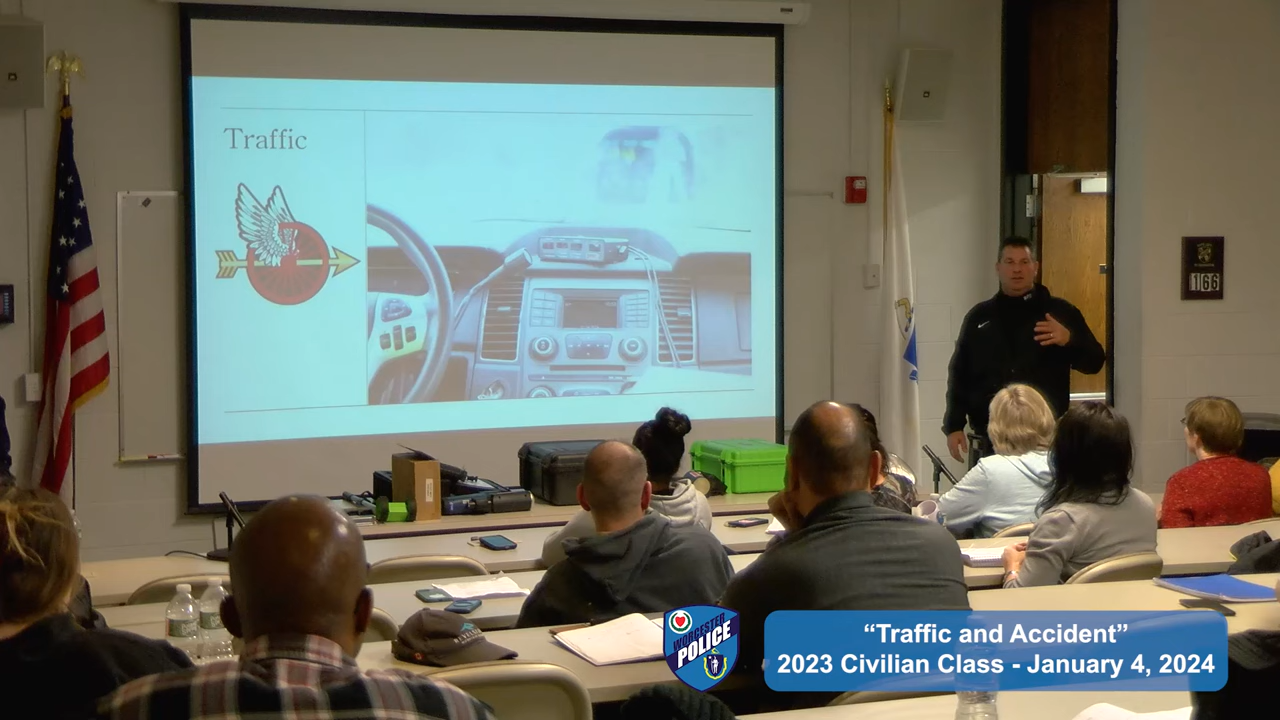 Traffic
166
WORCESTER
POLICE
“Traffic and Accident”
2023 Civilian Class - January 4, 2024